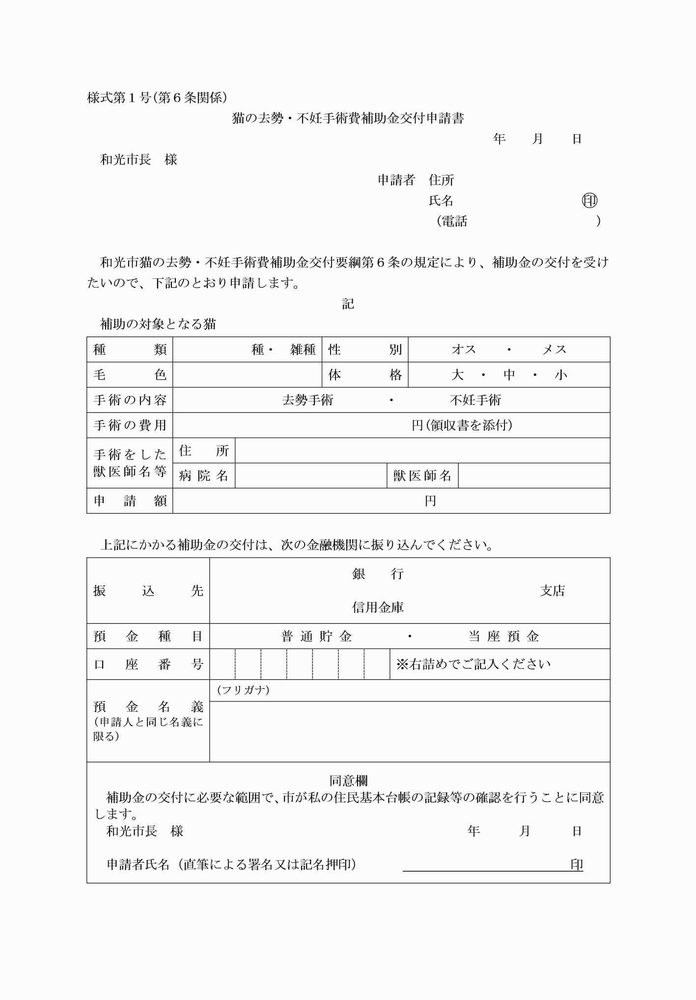 様式第１号（第６条関係）
猫の去勢・不妊手術費補助金交付申請書
年　　月　　日
和光市長　様
申請者　住所
氏名　　　　　　　　　　㊞
（電話　　　　　　　　　　）
和光市猫の去勢・不妊手術費補助金交付要綱第６条の規定により、補助金の交付を受け
たいので、下記のとおり申請します。
記
補助の対象となる猫
種類　　　　種・　雑種　性別　オス　　・　　メス
毛色　　　　体格　大　・　中　・　小
手術の内容　去勢手術　　　　・　　　　不妊手術
手術の費用　　　　円（領収書を添付）
手術をした
獣医師名等
住所
病院名　　　　獣医師名
申請額　　　　円
上記にかかる補助金の交付は、次の金融機関に振り込んでください。
銀　　行
振込先　　　　支店
信用金庫
預金種目　普通貯金　　　　・　　　　当座預金
口座番号　　　　※右詰めでご記入ください
（フリガナ）
預金名義
（申請人と同じ名義に
限る）
同意欄
補助金の交付に必要な範囲で、市が私の住民基本台帳の記録等の確認を行うことに同意
します。
和光市長　様　　　　年　　　月　　　日
申請者氏名（直筆による署名又は記名押印）　　　　印